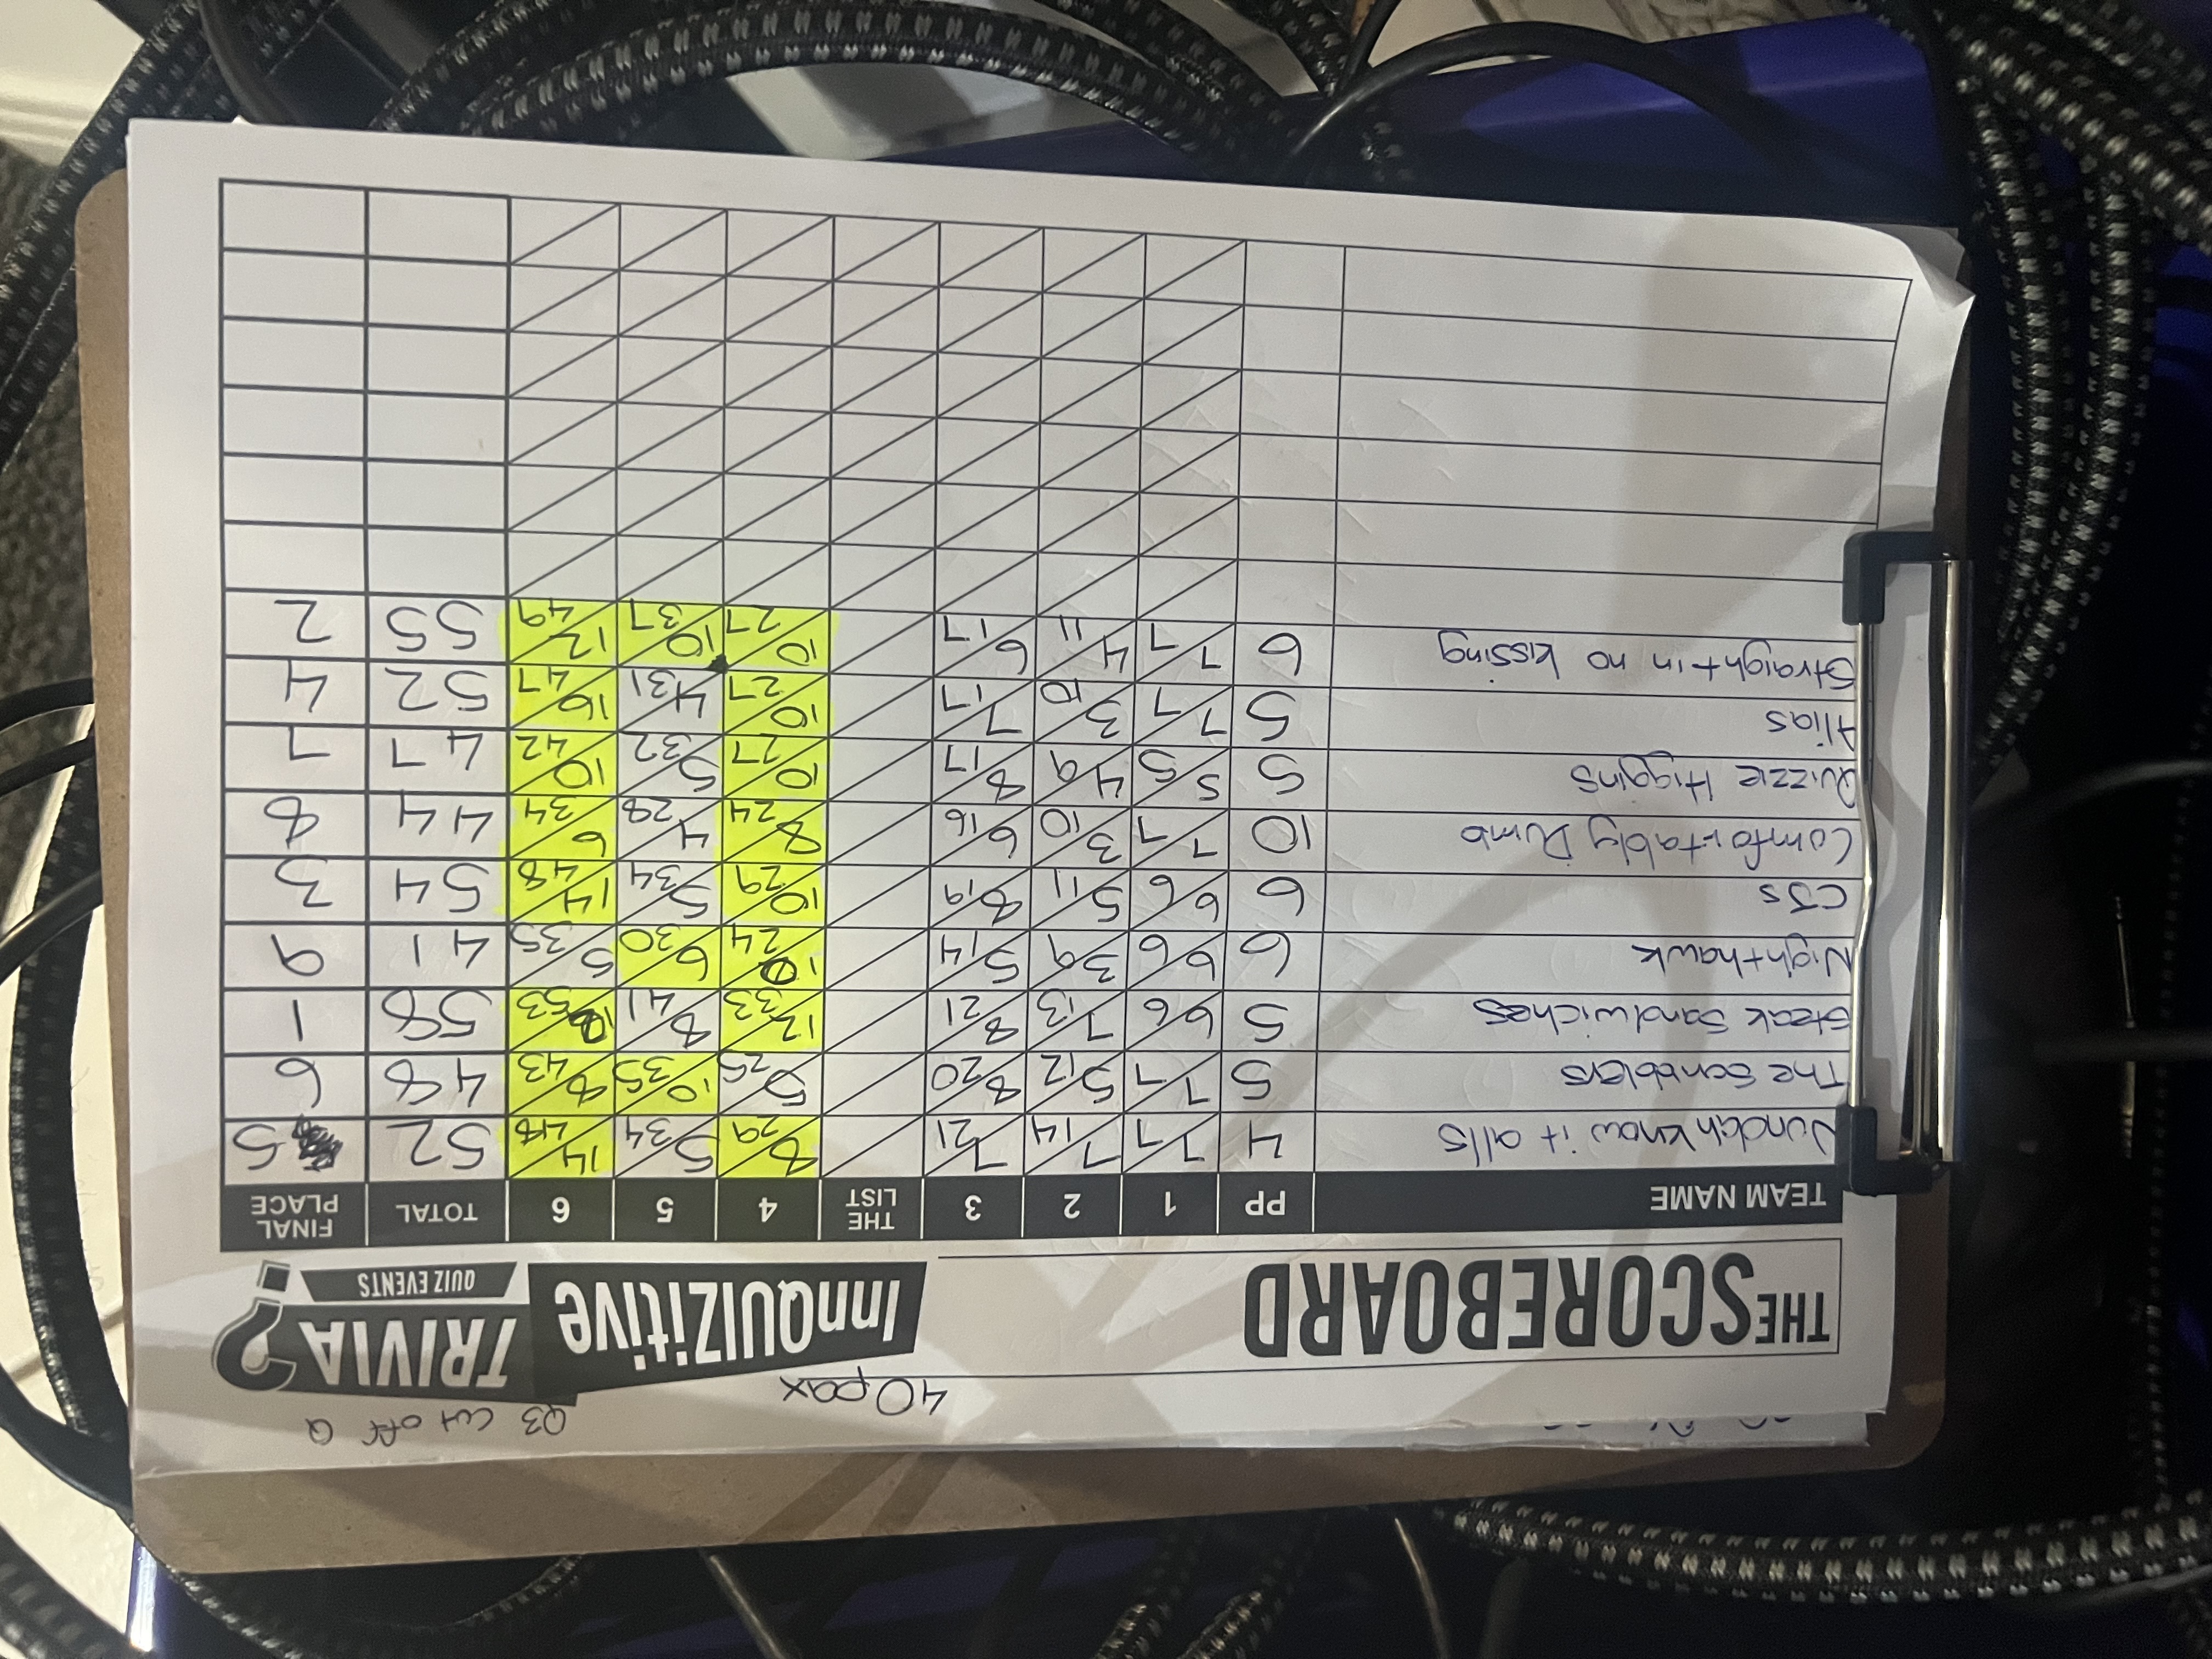 Q3 cut off Q
40pax
THE SCOREBOARD
InnQUIZitive TRIVIA ?
QUIZ EVENTS
TEAM NAME PP 1 2 3 THE LIST 4 5 6 TOTAL FINAL PLACE
Nundah know it alls 4 7/7 7/14 7/21 8/29 5/34 14/48 52 5
The Scribblers 5 7/7 5/12 8/20 5/25 10/35 8/43 48 6
Steak Sandwiches 5 6/6 7/13 8/21 12/33 8/41 /53 58 1
Nighthawk 6 6/6 3/9 5/14 10/24 6/30 5/35 41 9
CJs 6 6/6 5/11 8/19 10/29 5/34 14/48 54 3
Comfortably Dumb 10 7/7 3/10 6/16 8/24 4/28 6/34 44 8
Quizzie Higgins 5 5/5 4/9 8/17 10/27 5/32 10/42 47 7
Alias 5 7/7 3/10 7/17 10/27 4/31 16/47 52 4
Straight in no kissing 6 7/7 4/11 6/17 10/27 10/37 12/49 55 2